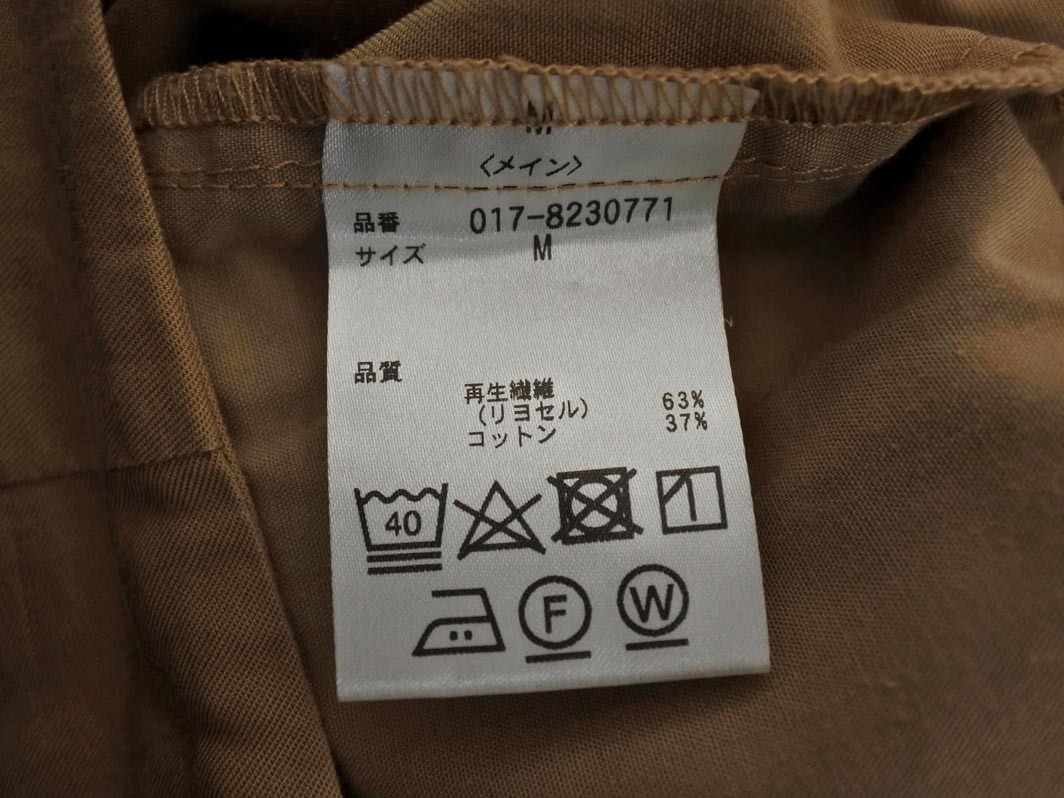 M
〈メイン〉
品番 017-8230771
サイズ M
品質
再生繊維
(リヨセル) 63%
コットン 37%
40
F
W